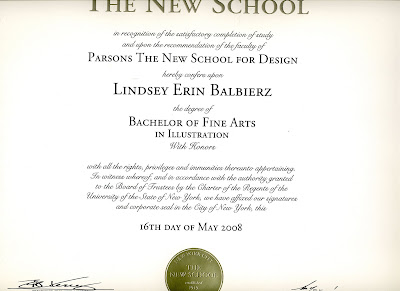 THE NEW SCHOOL
in recognition of the satisfactory completion of study
and upon the recommendation of the faculty of
PARSONS THE NEW SCHOOL FOR DESIGN
hereby confers upon
LINDSEY ERIN BALBIERZ
the degree of
BACHELOR OF FINE ARTS
IN ILLUSTRATION
With Honors
with all the rights, privileges and immunities thereunto appertaining.
In witness whereof, and in accordance with the authority granted
to the Board of Trustees by the Charter of the Regents of the
University of the State of New York, we have affixed our signatures
and corporate seal in the City of New York, this
16TH DAY OF MAY 2008
THE
NEW SCHOOL